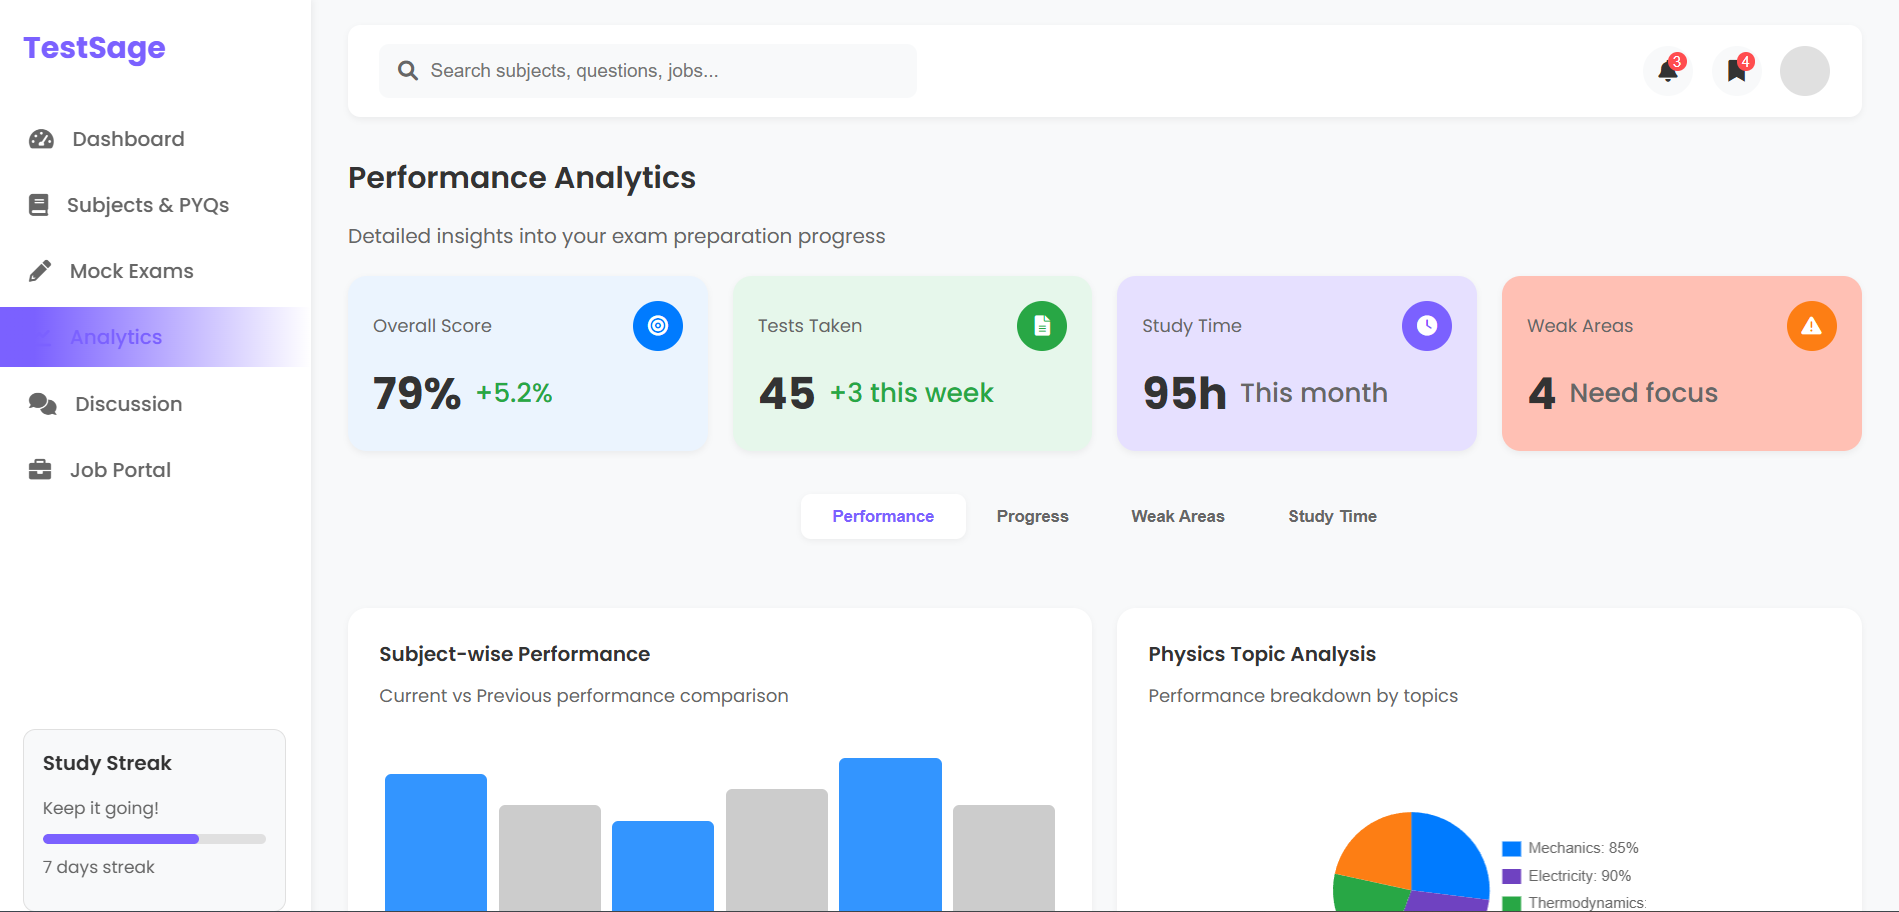 TestSage
Dashboard
Subjects & PYQs
Mock Exams
Analytics
Discussion
Job Portal
Study Streak
Keep it going!
7 days streak
Search subjects, questions, jobs...
3
4
Performance Analytics
Detailed insights into your exam preparation progress
Overall Score
79% +5.2%
Tests Taken
45 +3 this week
Study Time
95h This month
Weak Areas
4 Need focus
Performance
Progress
Weak Areas
Study Time
Subject-wise Performance
Current vs Previous performance comparison
Physics Topic Analysis
Performance breakdown by topics
Mechanics: 85%
Electricity: 90%
Thermodynamics: